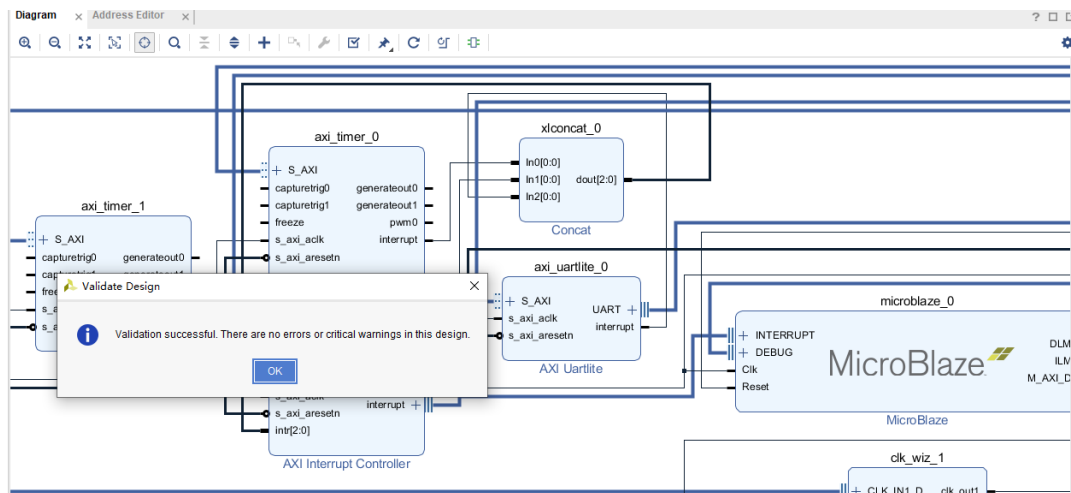 Diagram
Address Editor
axi_timer_1
S_AXI
capturetrig0
generateout0
axi_timer_0
S_AXI
capturetrig0
generateout0
capturetrig1
generateout1
freeze
pwm0
s_axi_aclk
interrupt
s_axi_aresetn
xlconcat_0
In0[0:0]
In1[0:0]
dout[2:0]
In2[0:0]
Concat
axi_uartlite_0
S_AXI
UART
s_axi_aclk
interrupt
s_axi_aresetn
AXI Uartlite
Validate Design
Validation successful. There are no errors or critical warnings in this design.
OK
interrupt
s_axi_aresetn
intr[2:0]
AXI Interrupt Controller
microblaze_0
INTERRUPT
DEBUG
Clk
Reset
MicroBlaze
DLM
ILM
M_AXI_D
MicroBlaze
clk_wiz_1
CLK_IN1_D
clk_out1